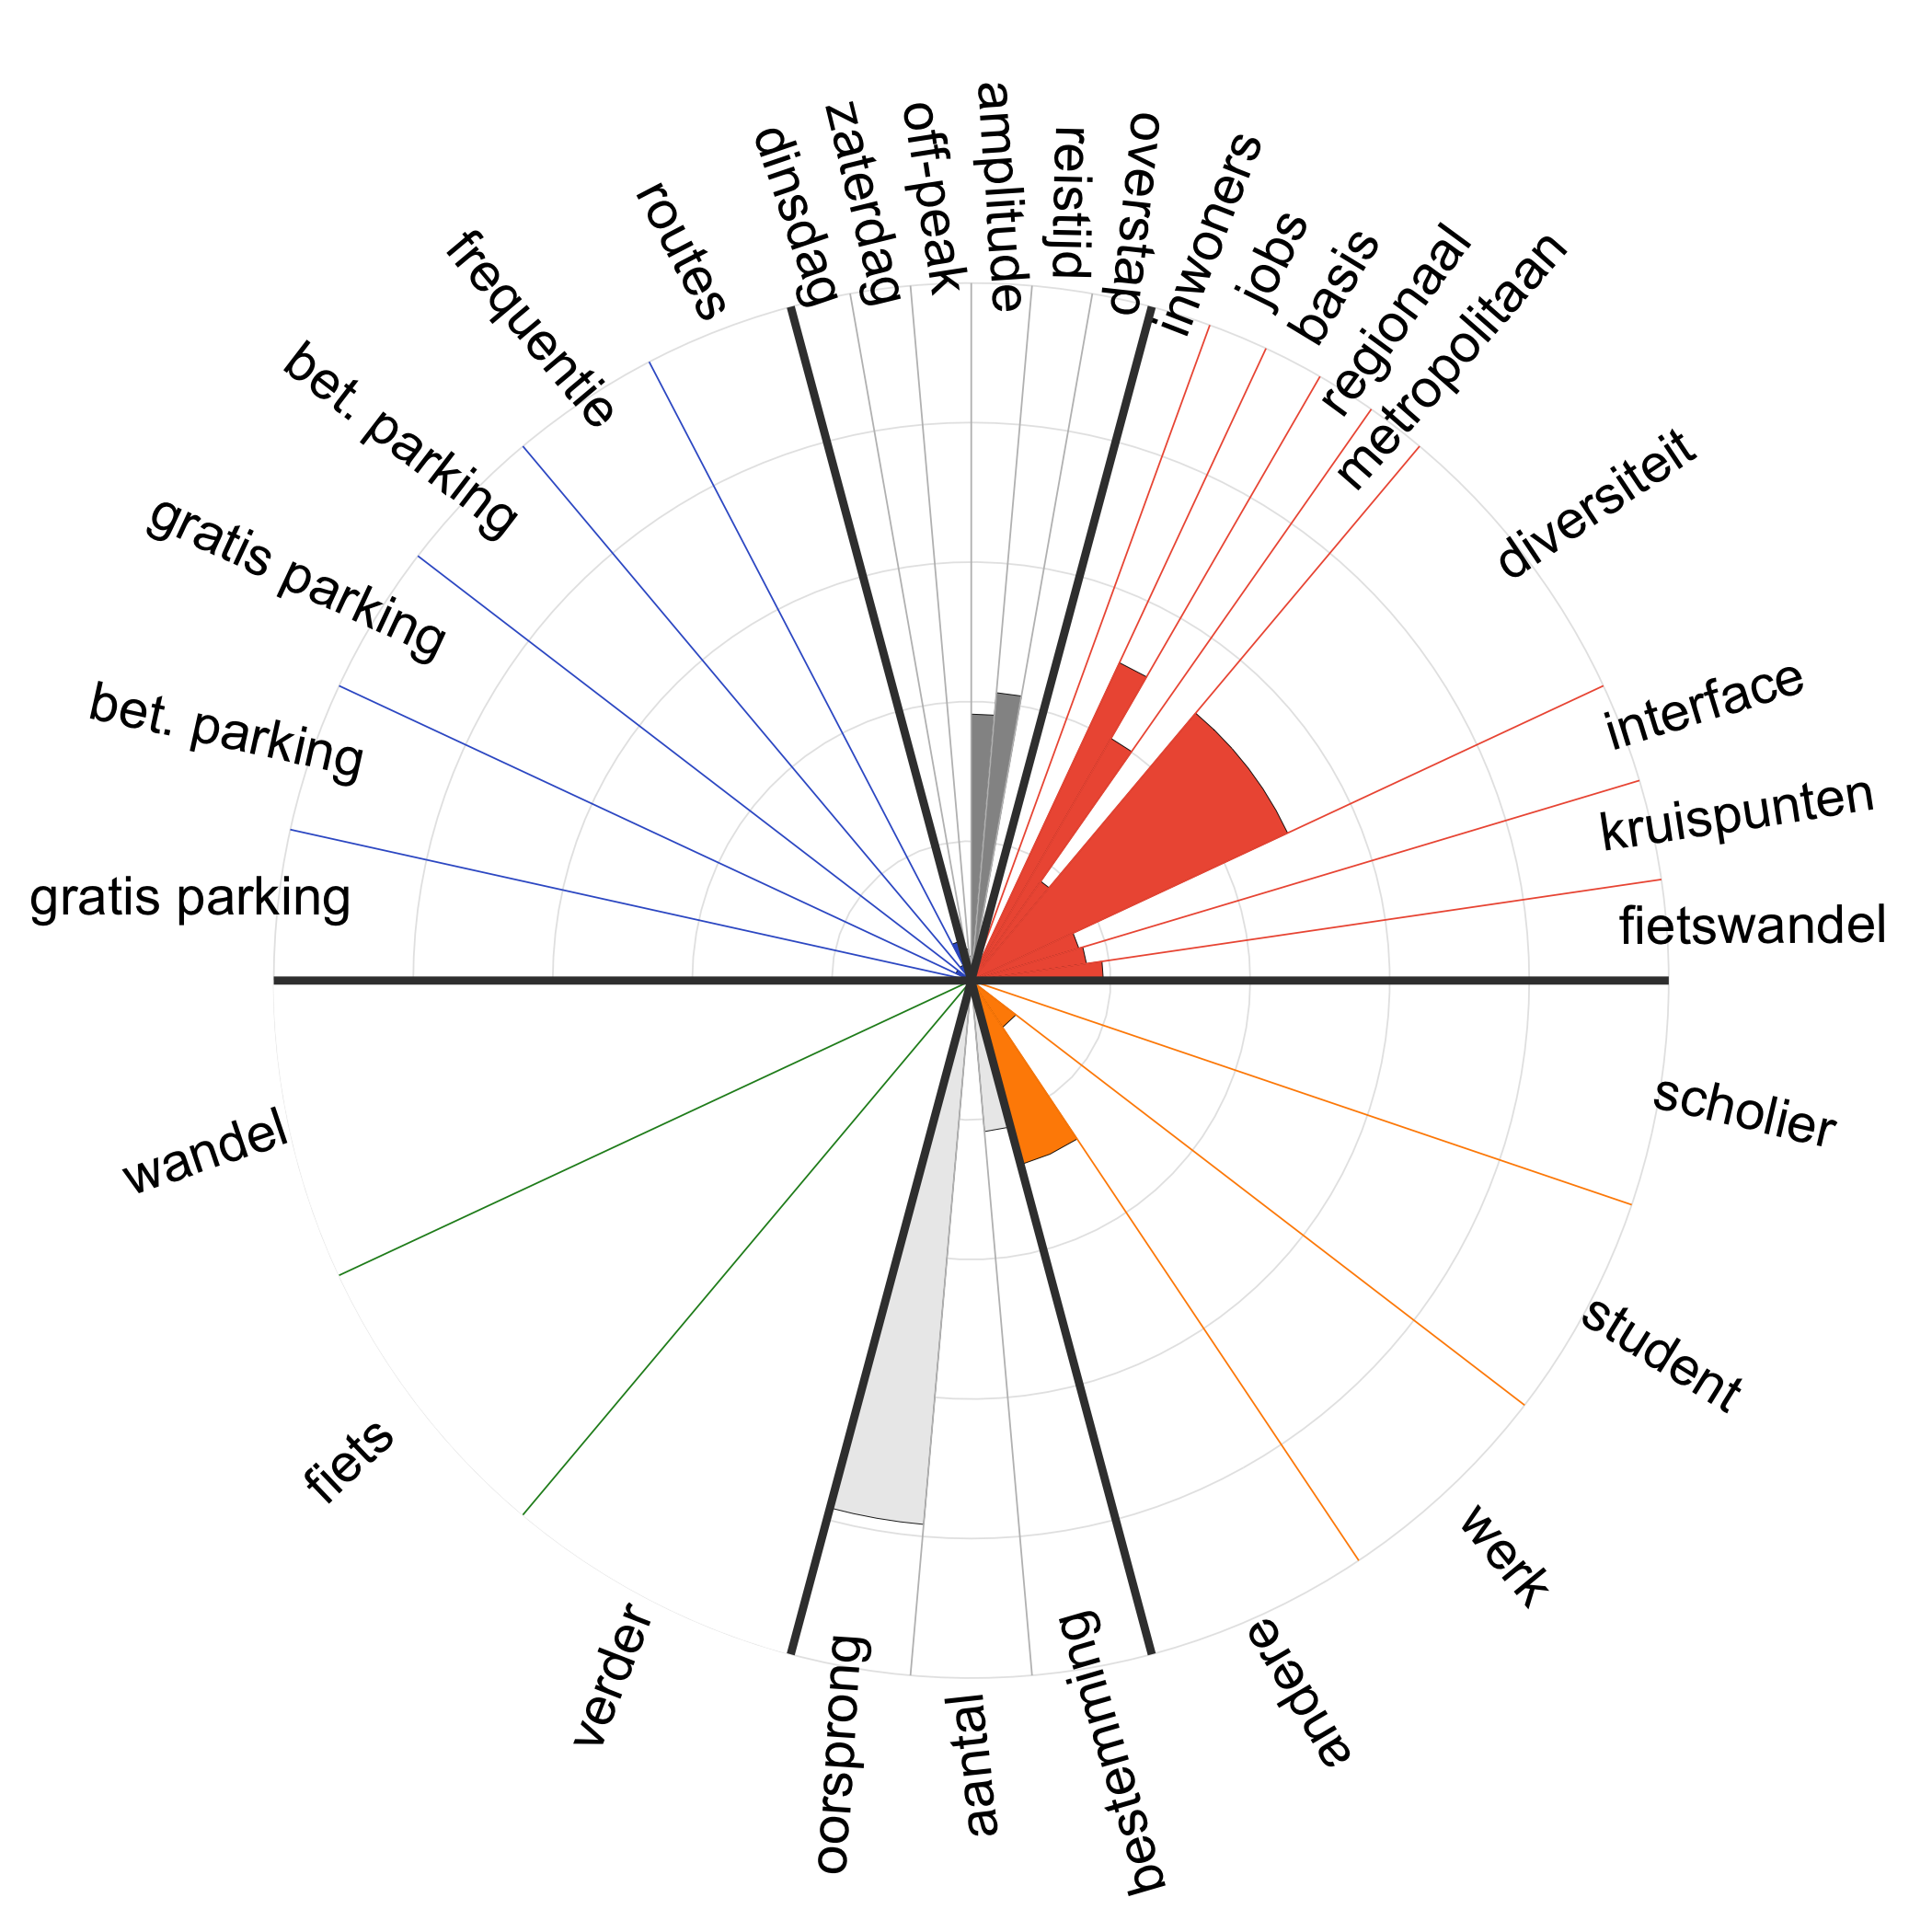 dinsdag
zaterdag
off-peak
amplitude
reistijd
overstap
inwoners
jobs
basis
regionaal
metropolitaan
diversiteit
interface
kruispunten
fietswandel
scholier
student
werk
andere
bestemming
aantal
oorsprong
verder
fiets
wandel
gratis parking
bet. parking
gratis parking
bet. parking
frequentie
routes